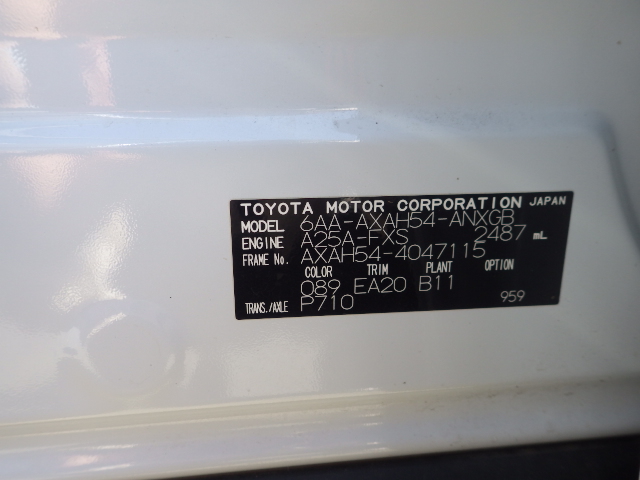 TOYOTA MOTOR CORPORATION JAPAN
MODEL 6AA-AXAH54-ANXGB
ENGINE A25A-FXS 2487 mL
FRAME No. AXAH54-4047115
COLOR TRIM PLANT OPTION
089 EA20 B11
TRANS./AXLE P710 959